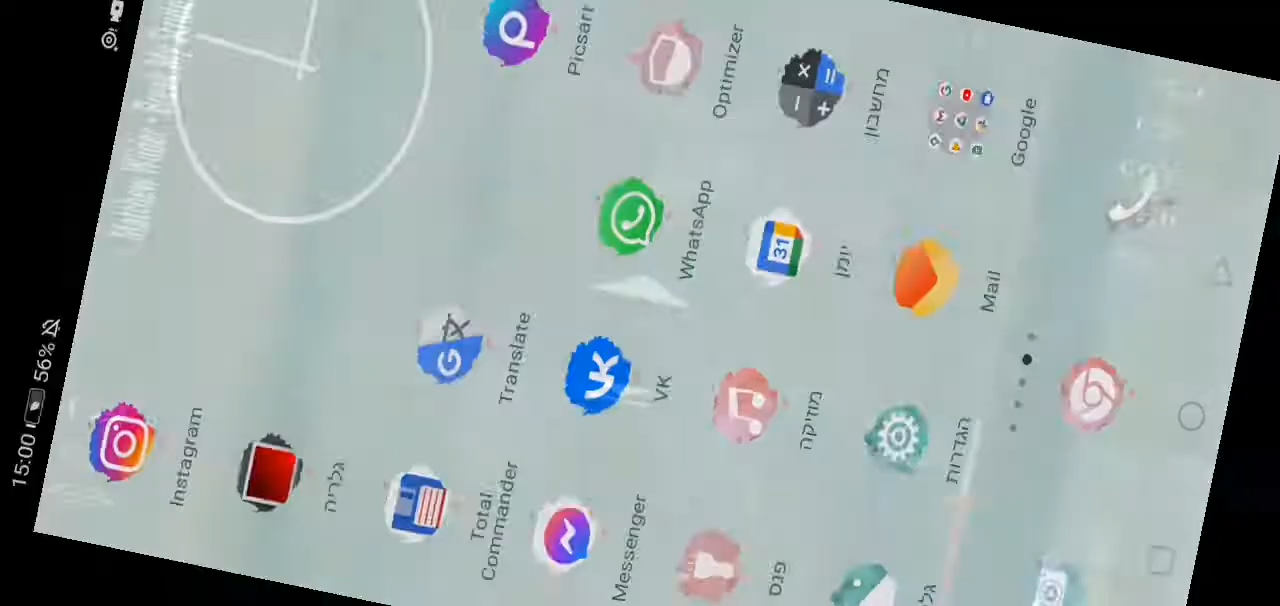 15:00 56%
Instagram
גלריה
Total Commander Translate Picsart
Messenger VK WhatsApp Optimizer
פנס מוזיקה יומן מחשבון
הגדרות Mail Google
31